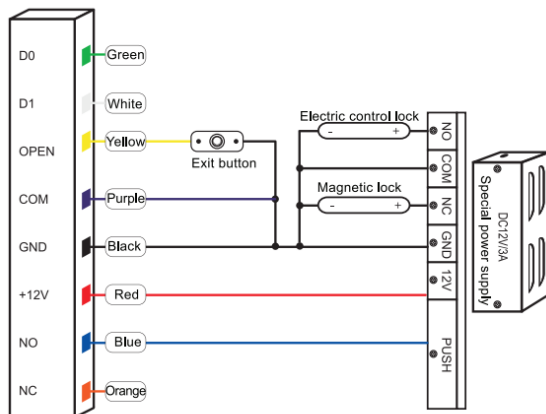 D0 Green
D1 White
OPEN Yellow
Exit button
COM Purple
GND Black
+12V Red
NO Blue
NC Orange
Electric control lock
- +
Magnetic lock
- +
NO
COM
NC
GND
12V
PUSH
DC12V/3A
Special power supply